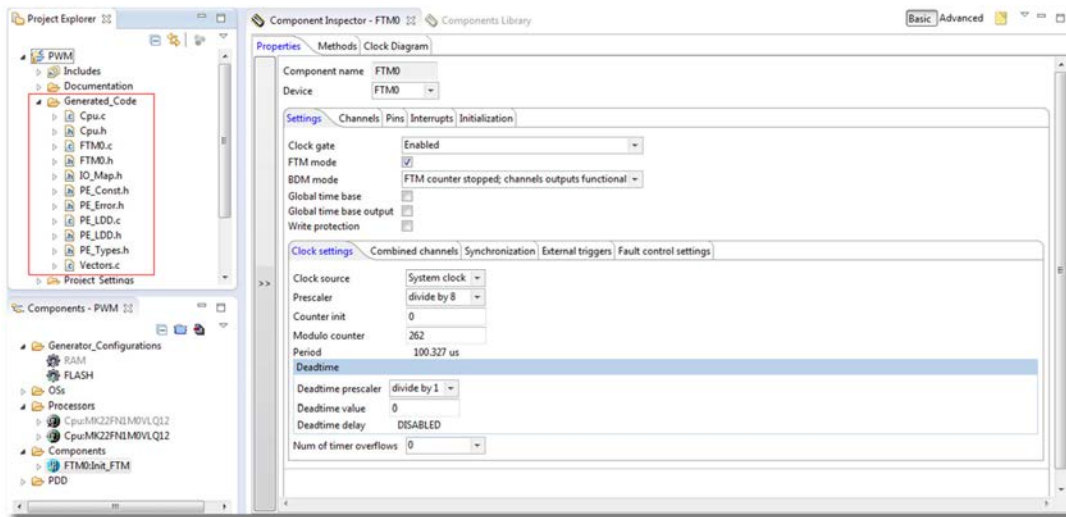 Project Explorer
PWM
Includes
Documentation
Generated_Code
Cpu.c
Cpu.h
FTM0.c
FTM0.h
IO_Map.h
PE_Const.h
PE_Error.h
PE_LDD.c
PE_LDD.h
PE_Types.h
Vectors.c
Project Settings
Components - PWM
Generator_Configurations
RAM
FLASH
OSs
Processors
Cpu:MK22FN1M0VLQ12
Cpu:MK22FN1M0VLQ12
Components
FTM0:Init_FTM
PDD
Component Inspector - FTM0 Components Library Basic Advanced
Properties Methods Clock Diagram
>>
Component name FTM0
Device FTM0
Settings Channels Pins Interrupts Initialization
Clock gate Enabled
FTM mode
BDM mode FTM counter stopped; channels outputs functional
Global time base
Global time base output
Write protection
Clock settings Combined channels Synchronization External triggers Fault control settings
Clock source System clock
Prescaler divide by 8
Counter init 0
Modulo counter 262
Period 100.327 us
Deadtime
Deadtime prescaler divide by 1
Deadtime value 0
Deadtime delay DISABLED
Num of timer overflows 0